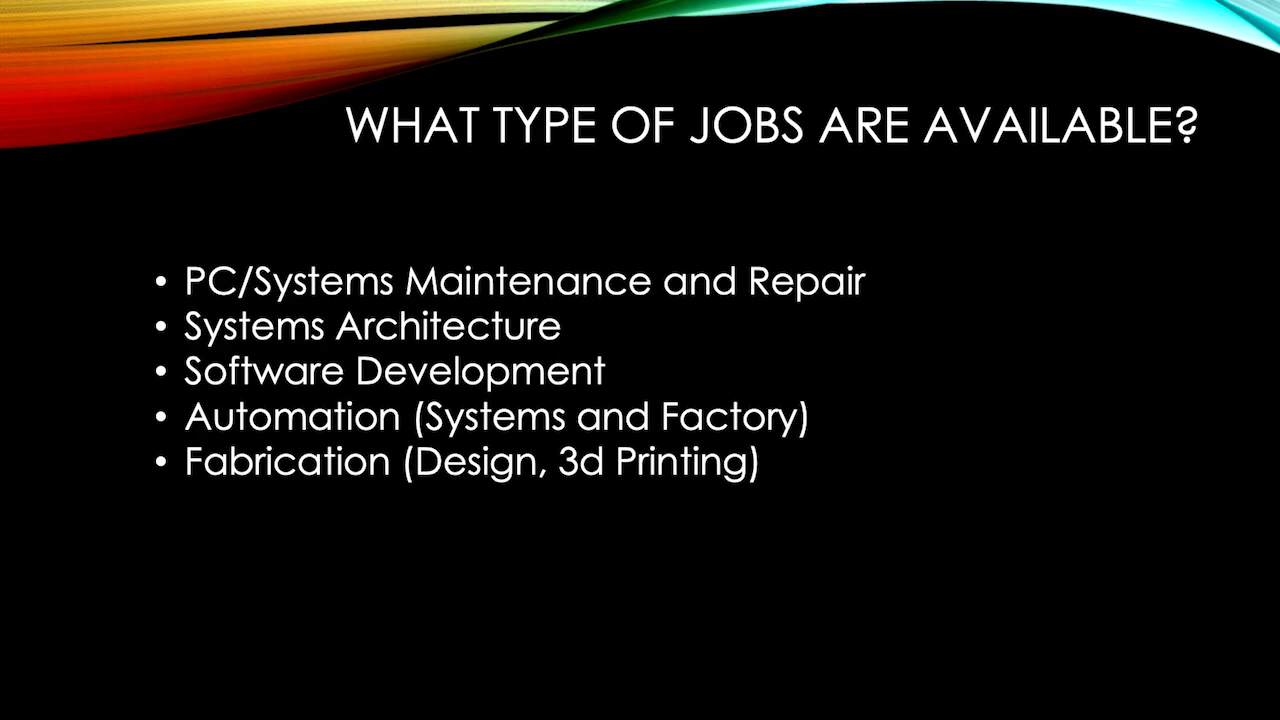 WHAT TYPE OF JOBS ARE AVAILABLE?
• PC/Systems Maintenance and Repair
• Systems Architecture
• Software Development
• Automation (Systems and Factory)
• Fabrication (Design, 3d Printing)